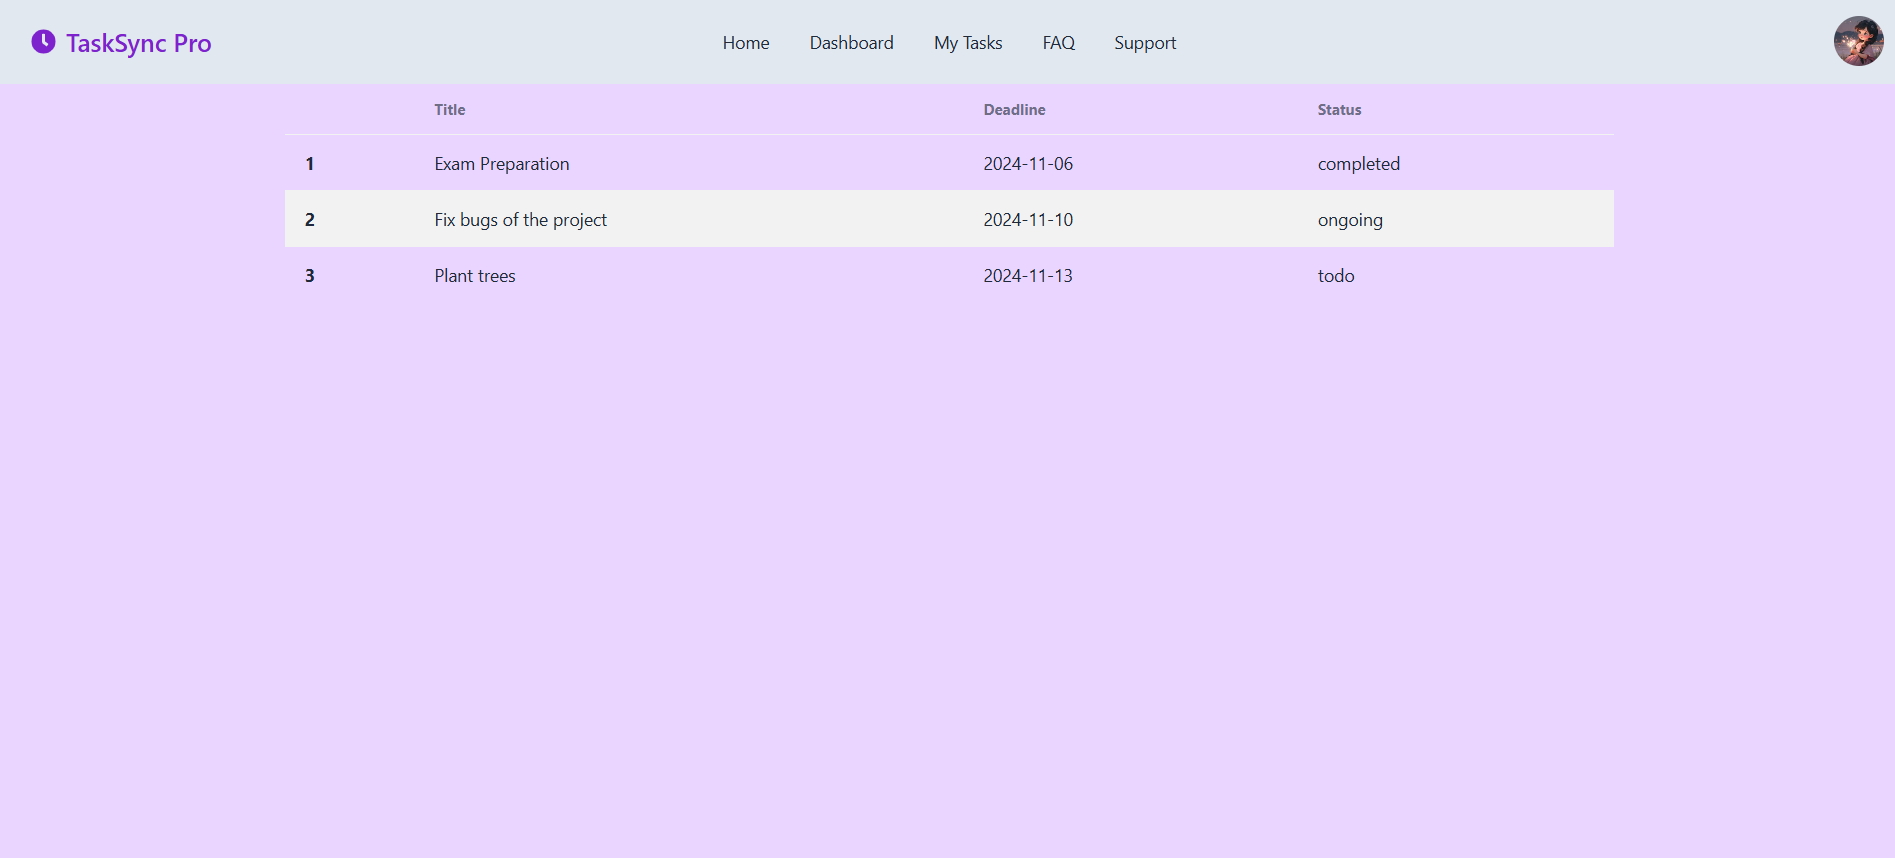 TaskSync Pro Home Dashboard My Tasks FAQ Support
Title Deadline Status
1 Exam Preparation 2024-11-06 completed
2 Fix bugs of the project 2024-11-10 ongoing
3 Plant trees 2024-11-13 todo